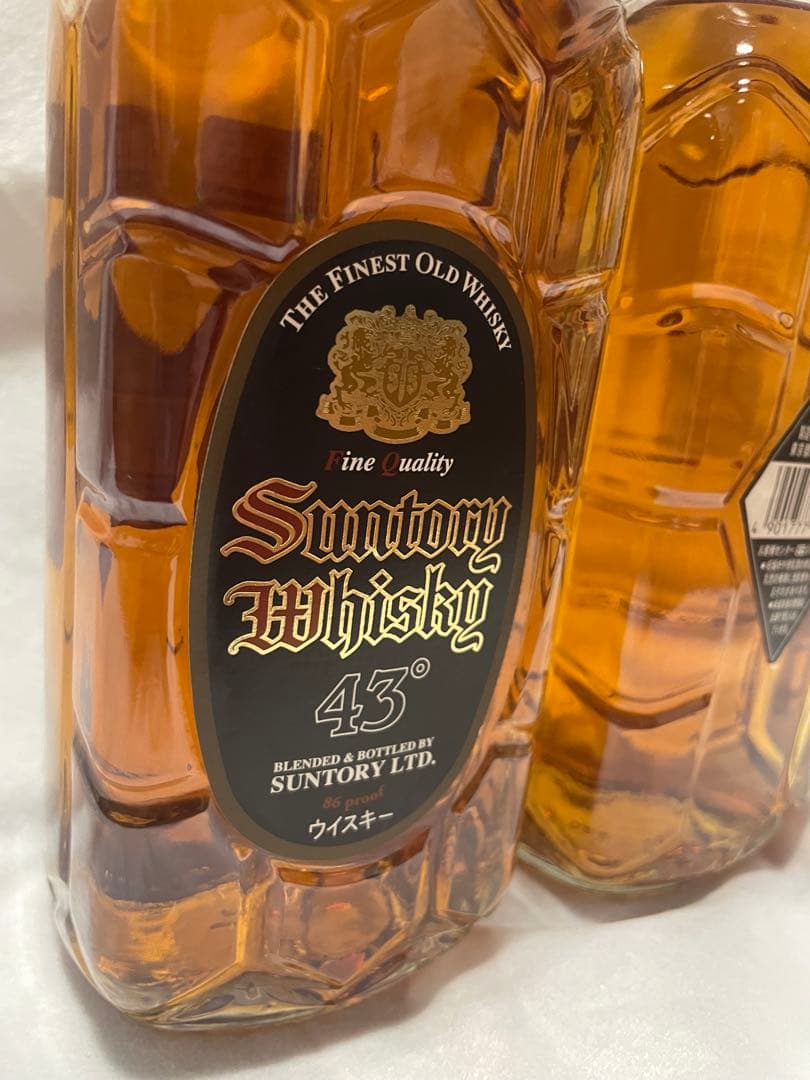 THE FINEST OLD WHISKY
Fine Quality
Suntory
Whisky
43°
BLENDED & BOTTLED BY
SUNTORY LTD.
86 proof
ウイスキー